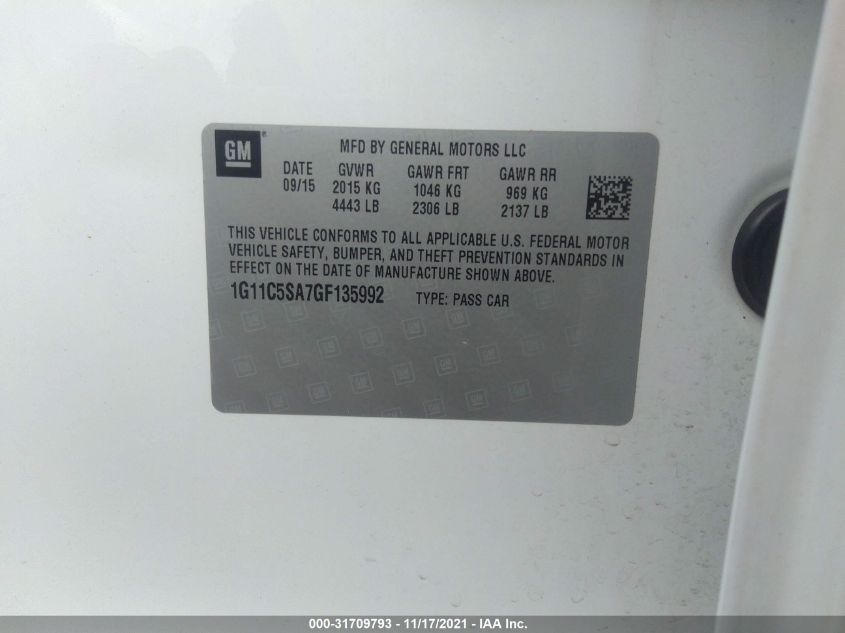 GM
MFD BY GENERAL MOTORS LLC
DATE GVWR GAWR FRT GAWR RR
09/15 2015 KG 1046 KG 969 KG
4443 LB 2306 LB 2137 LB
THIS VEHICLE CONFORMS TO ALL APPLICABLE U.S. FEDERAL MOTOR
VEHICLE SAFETY, BUMPER, AND THEFT PREVENTION STANDARDS IN
EFFECT ON THE DATE OF MANUFACTURE SHOWN ABOVE.
1G11C5SA7GF135992 TYPE: PASS CAR
000-31709793 - 11/17/2021 - IAA Inc.